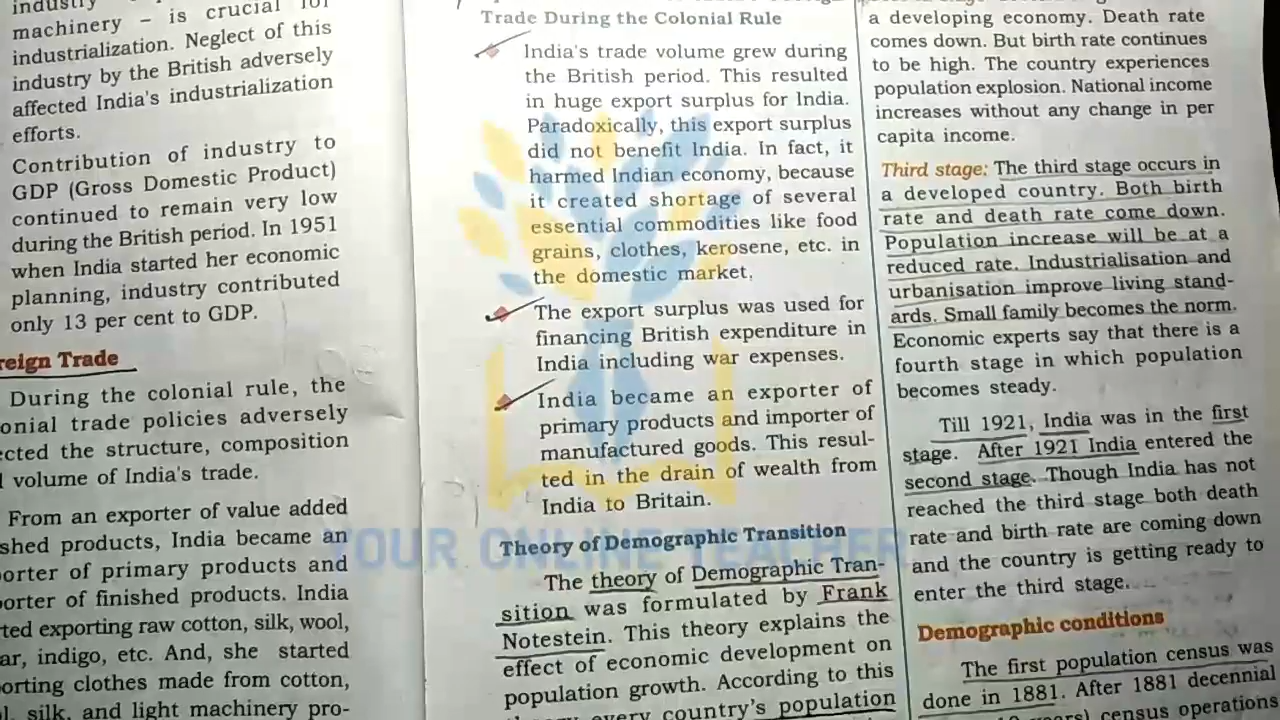 industry
machinery – is crucial for
industrialization. Neglect of this
industry by the British adversely
affected India's industrialization
efforts.
Contribution of industry to
GDP (Gross Domestic Product)
continued to remain very low
during the British period. In 1951
when India started her economic
planning, industry contributed
only 13 per cent to GDP.
reign Trade
During the colonial rule, the
onial trade policies adversely
cted the structure, composition
volume of India's trade.
From an exporter of value added
shed products, India became an
orter of primary products and
orter of finished products. India
ted exporting raw cotton, silk, wool,
ar, indigo, etc. And, she started
orting clothes made from cotton,
silk, and light machinery pro-
Trade During the Colonial Rule
India's trade volume grew during
the British period. This resulted
in huge export surplus for India.
Paradoxically, this export surplus
did not benefit India. In fact, it
harmed Indian economy, because
it created shortage of several
essential commodities like food
grains, clothes, kerosene, etc. in
the domestic market.
The export surplus was used for
financing British expenditure in
India including war expenses.
India became an exporter of
primary products and importer of
manufactured goods. This resul-
ted in the drain of wealth from
India to Britain.
Theory of Demographic Transition
The theory of Demographic Tran-
sition was formulated by Frank
Notestein. This theory explains the
effect of economic development on
population growth. According to this
every country's population
a developing economy. Death rate
comes down. But birth rate continues
to be high. The country experiences
population explosion. National income
increases without any change in per
capita income.
Third stage: The third stage occurs in
a developed country. Both birth
rate and death rate come down.
Population increase will be at a
reduced rate. Industrialisation and
urbanisation improve living stand-
ards. Small family becomes the norm.
Economic experts say that there is a
fourth stage in which population
becomes steady.
Till 1921, India was in the first
stage. After 1921 India entered the
second stage. Though India has not
reached the third stage both death
rate and birth rate are coming down
and the country is getting ready to
enter the third stage.
Demographic conditions
The first population census was
done in 1881. After 1881 decennial
census operations
YOUR ONLINE TEACHER